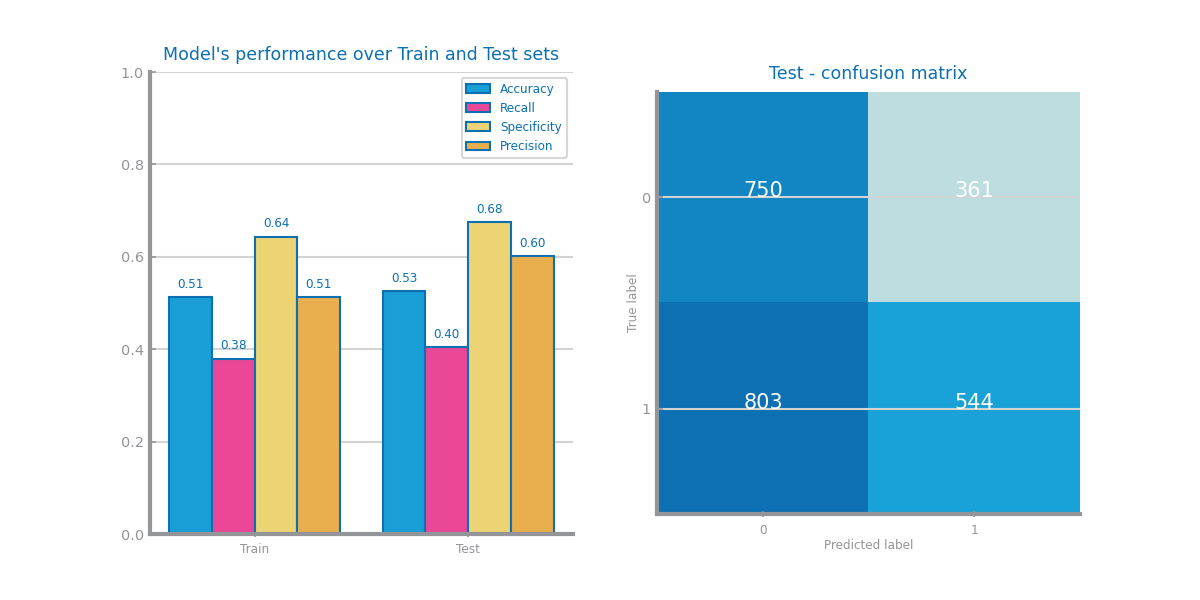 Model's performance over Train and Test sets
1.0
0.8
0.6
0.4
0.2
0.0
Accuracy
Recall
Specificity
Precision
0.51
0.38
0.64
0.51
0.53
0.40
0.68
0.60
Train
Test
Test - confusion matrix
True label
0
1
750
361
803
544
0
1
Predicted label